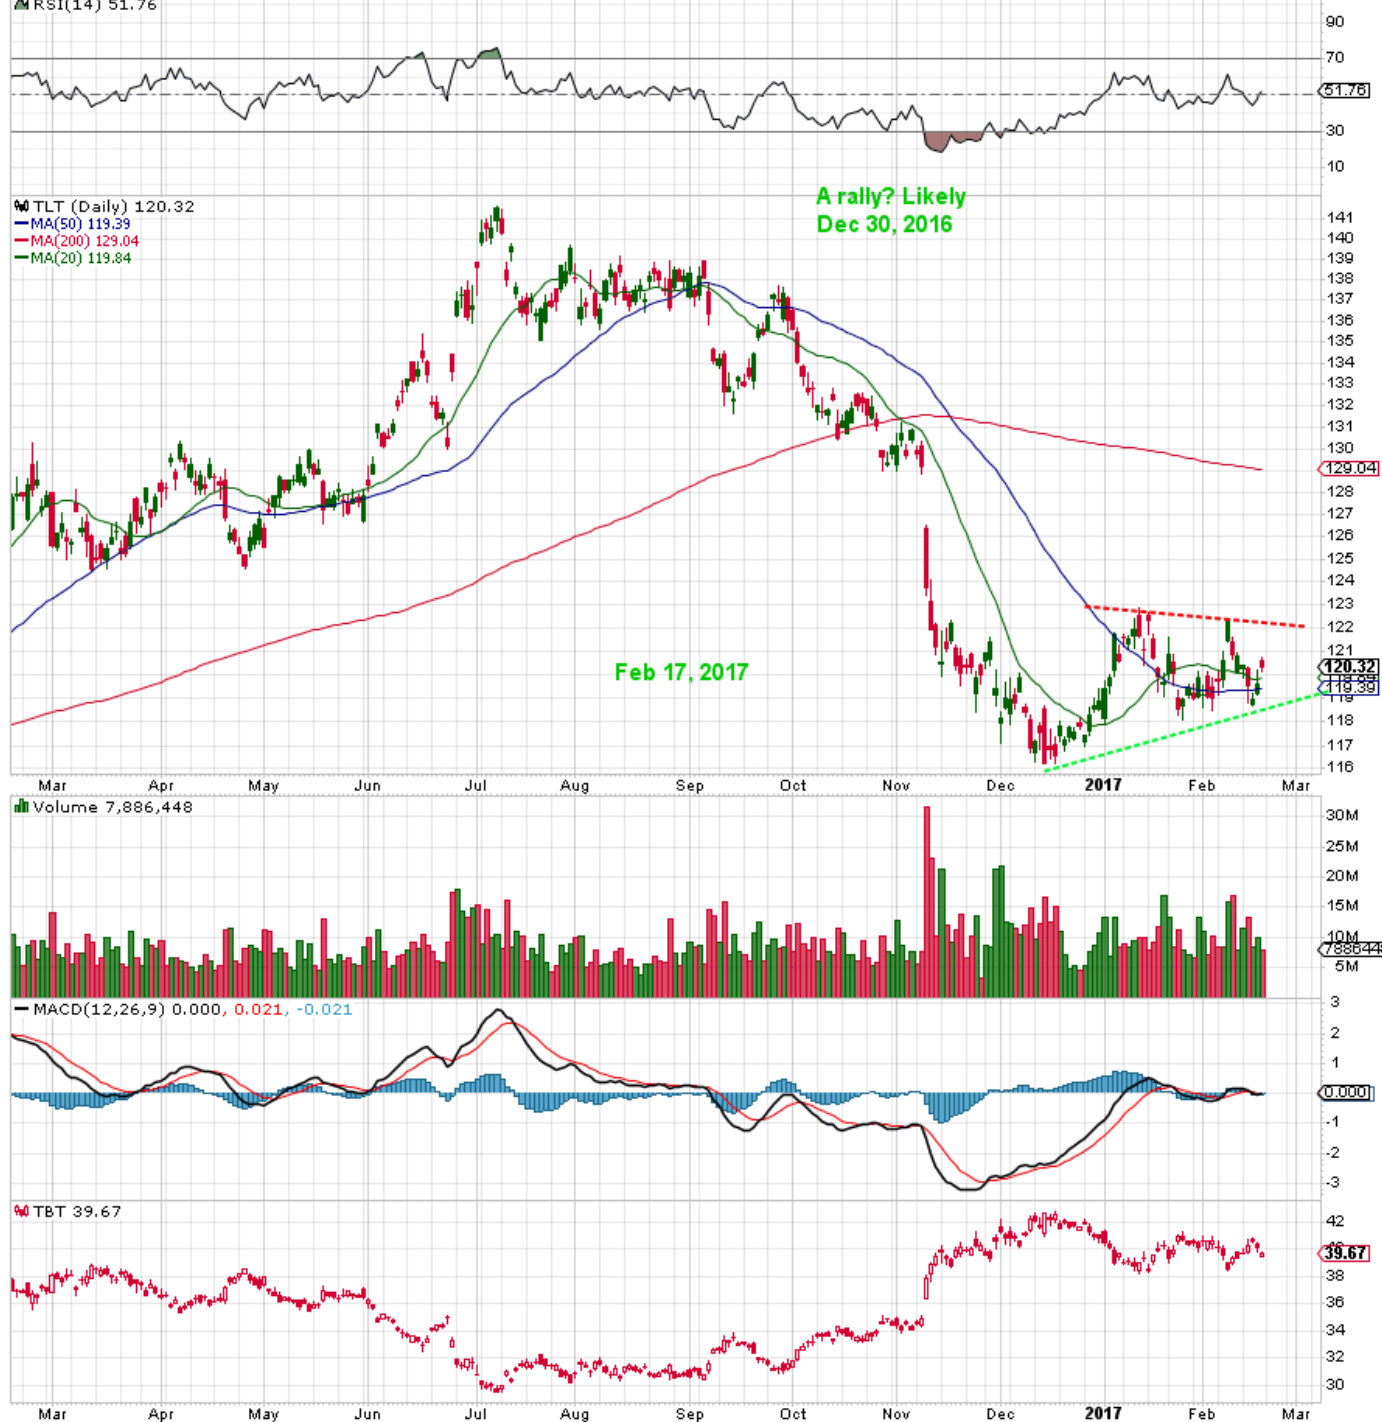 RSI(14) 51.76
90
70
51.76
30
10
TLT (Daily) 120.32
MA(50) 119.39
MA(200) 129.04
MA(20) 119.84
A rally? Likely
Dec 30, 2016
Feb 17, 2017
141
140
139
138
137
136
135
134
133
132
131
130
129.04
128
127
126
125
124
123
122
121
120.32
119.39
118
117
116
Mar Apr May Jun Jul Aug Sep Oct Nov Dec 2017 Feb Mar
Volume 7,886,448
30M
25M
20M
15M
10M
7886448
5M
MACD(12,26,9) 0.000, 0.021, -0.021
3
2
1
0.000
-1
-2
-3
TBT 39.67
42
39.67
38
36
34
32
30
Mar Apr May Jun Jul Aug Sep Oct Nov Dec 2017 Feb Mar